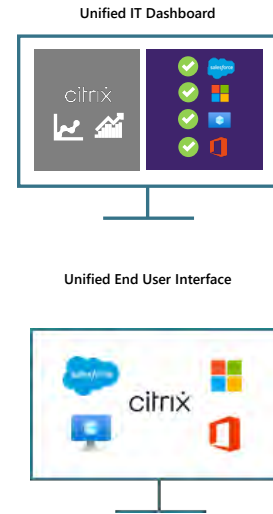 Unified IT Dashboard
citrix
salesforce
Unified End User Interface
salesforce
citrix